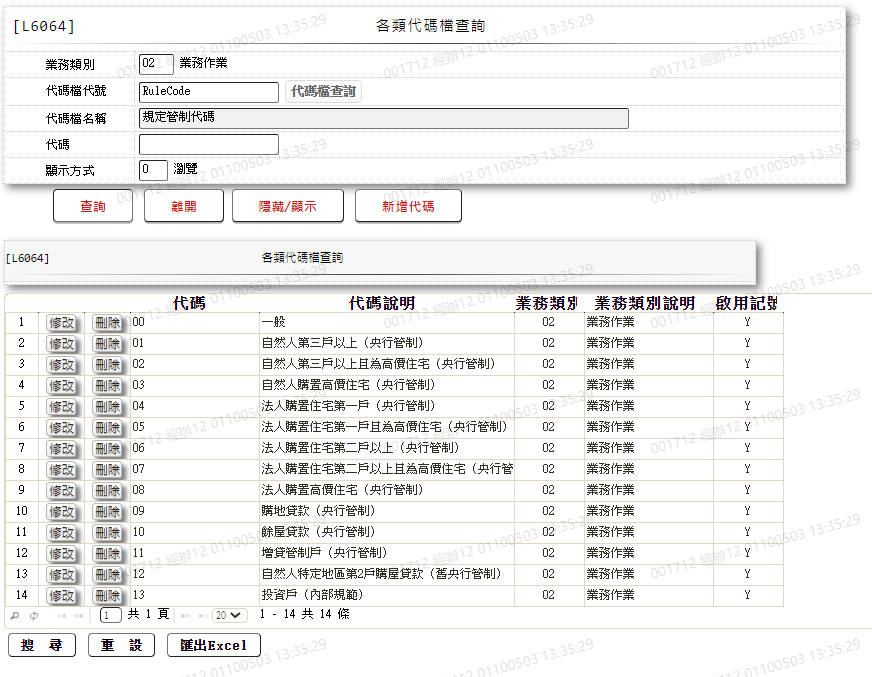 [L6064] 各類代碼檔查詢
業務類別 02 業務作業
代碼檔代號 RuleCode 代碼檔查詢
代碼檔名稱 規定管制代碼
代碼
顯示方式 0 瀏覽
查詢 離開 隱藏/顯示 新增代碼
[L6064] 各類代碼檔查詢
代碼 代碼說明 業務類別 業務類別說明 啟用記號
1 修改 刪除 00 一般 02 業務作業 Y
2 修改 刪除 01 自然人第三戶以上（央行管制） 02 業務作業 Y
3 修改 刪除 02 自然人第三戶以上且為高價住宅（央行管制） 02 業務作業 Y
4 修改 刪除 03 自然人購置高價住宅（央行管制） 02 業務作業 Y
5 修改 刪除 04 法人購置住宅第一戶（央行管制） 02 業務作業 Y
6 修改 刪除 05 法人購置住宅第一戶且為高價住宅（央行管制） 02 業務作業 Y
7 修改 刪除 06 法人購置住宅第二戶以上（央行管制） 02 業務作業 Y
8 修改 刪除 07 法人購置住宅第二戶以上且為高價住宅（央行管 02 業務作業 Y
9 修改 刪除 08 法人購置高價住宅（央行管制） 02 業務作業 Y
10 修改 刪除 09 購地貸款（央行管制） 02 業務作業 Y
11 修改 刪除 10 餘屋貸款（央行管制） 02 業務作業 Y
12 修改 刪除 11 增貸管制戶（央行管制） 02 業務作業 Y
13 修改 刪除 12 自然人特定地區第2戶購屋貸款（舊央行管制） 02 業務作業 Y
14 修改 刪除 13 投資戶（內部規範） 02 業務作業 Y
1 共 1 頁 20 1 - 14 共 14 條
搜 尋 重 設 匯出Excel
001712 經辦12 01100503 13:35:29